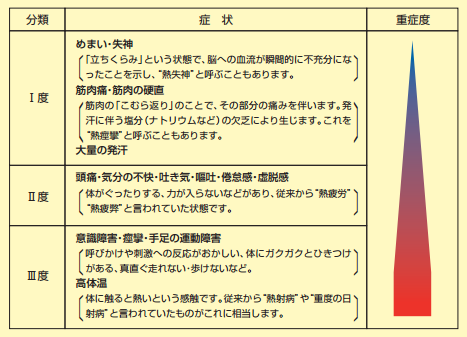 分類
症　状
重症度
Ⅰ度
めまい・失神
「立ちくらみ」という状態で、脳への血流が瞬間的に不充分にな
ったことを示し、“熱失神”と呼ぶこともあります。
筋肉痛・筋肉の硬直
筋肉の「こむら返り」のことで、その部分の痛みを伴います。発
汗に伴う塩分（ナトリウムなど）の欠乏により生じます。これを
“熱痙攣”と呼ぶこともあります。
大量の発汗
Ⅱ度
頭痛・気分の不快・吐き気・嘔吐・倦怠感・虚脱感
体がぐったりする、力が入らないなどがあり、従来から“熱疲労”
“熱疲弊”と言われていた状態です。
Ⅲ度
意識障害・痙攣・手足の運動障害
呼びかけや刺激への反応がおかしい、体にガクガクとひきつけ
がある、真直ぐ走れない・歩けないなど。
高体温
体に触ると熱いという感触です。従来から“熱射病”や“重度の日
射病”と言われていたものがこれに相当します。